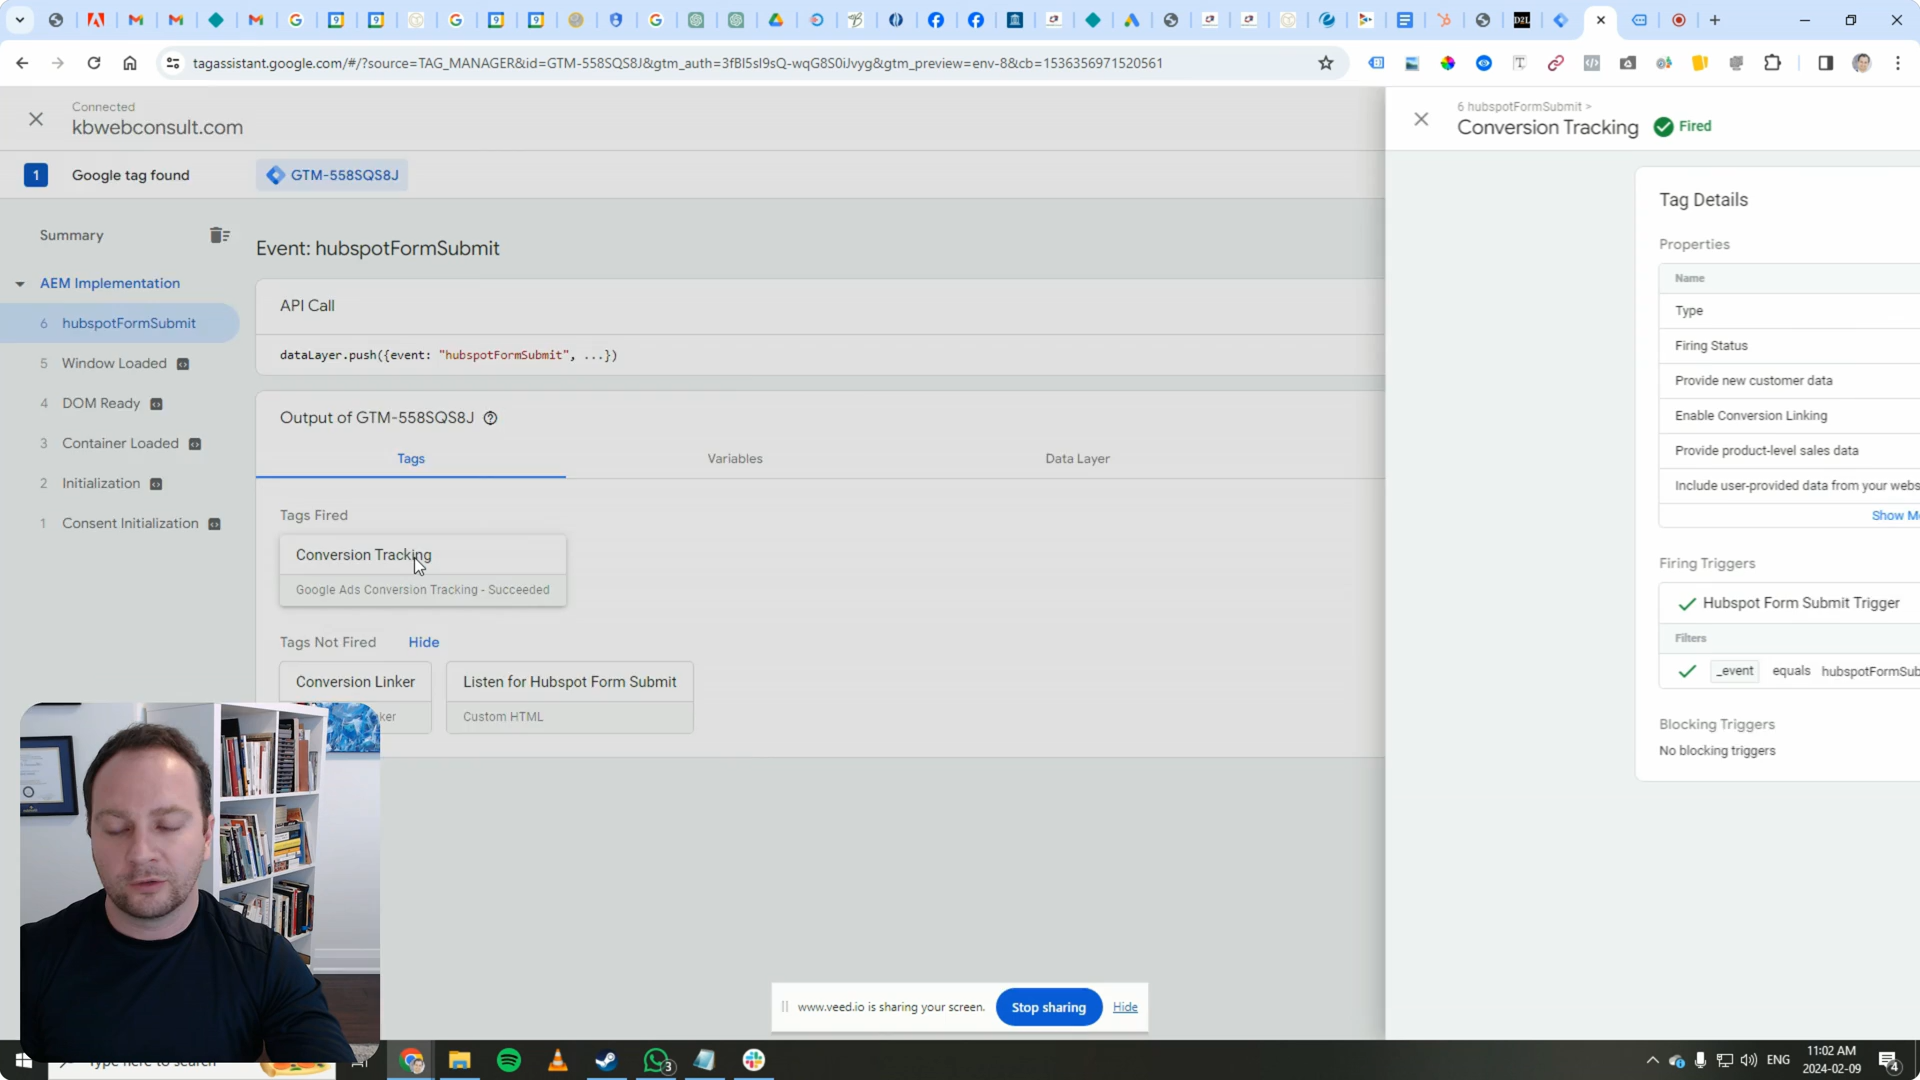 D2L
tagassistant.google.com/#/?source=TAG_MANAGER&id=GTM-558SQS8J&gtm_auth=3fBI5sI9sQ-wqG8S0iJvyg&gtm_preview=env-8&cb=1536356971520561
Connected
kbwebconsult.com
1 Google tag found GTM-558SQS8J
Summary
AEM Implementation
6 hubspotFormSubmit
5 Window Loaded
4 DOM Ready
3 Container Loaded
2 Initialization
1 Consent Initialization
Event: hubspotFormSubmit
API Call
dataLayer.push({event: "hubspotFormSubmit", ...})
Output of GTM-558SQS8J
Tags Variables Data Layer
Tags Fired
Conversion Tracking
Google Ads Conversion Tracking - Succeeded
Tags Not Fired Hide
Conversion Linker
Listen for Hubspot Form Submit
Custom HTML
6 hubspotFormSubmit >
Conversion Tracking Fired
Tag Details
Properties
Name
Type
Firing Status
Provide new customer data
Enable Conversion Linking
Provide product-level sales data
Include user-provided data from your webs
Show Mo
Firing Triggers
Hubspot Form Submit Trigger
Filters
_event equals hubspotFormSub
Blocking Triggers
No blocking triggers
www.veed.io is sharing your screen. Stop sharing Hide
Type here to search
3
ENG
11:02 AM
2024-02-09
4